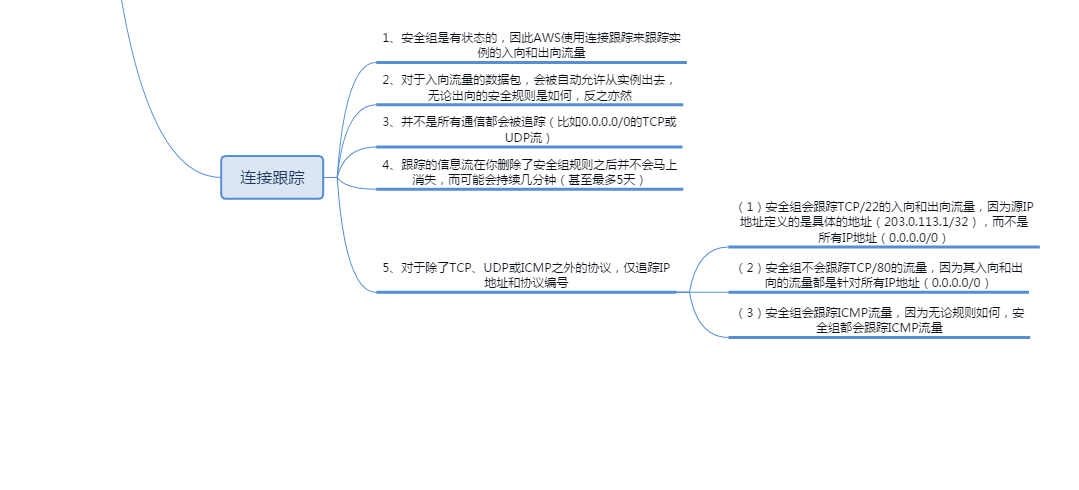 1、安全组是有状态的，因此AWS使用连接跟踪来跟踪实
例的入向和出向流量
2、对于入向流量的数据包，会被自动允许从实例出去，
无论出向的安全规则是如何，反之亦然
3、并不是所有通信都会被追踪（比如0.0.0.0/0的TCP或
UDP流）
4、跟踪的信息流在你删除了安全组规则之后并不会马上
消失，而可能会持续几分钟（甚至最多5天）
连接跟踪
5、对于除了TCP、UDP或ICMP之外的协议，仅追踪IP
地址和协议编号
（1）安全组会跟踪TCP/22的入向和出向流量，因为源IP
地址定义的是具体的地址（203.0.113.1/32），而不是
所有IP地址（0.0.0.0/0）
（2）安全组不会跟踪TCP/80的流量，因为其入向和出
向的流量都是针对所有IP地址（0.0.0.0/0）
（3）安全组会跟踪ICMP流量，因为无论规则如何，安
全组都会跟踪ICMP流量